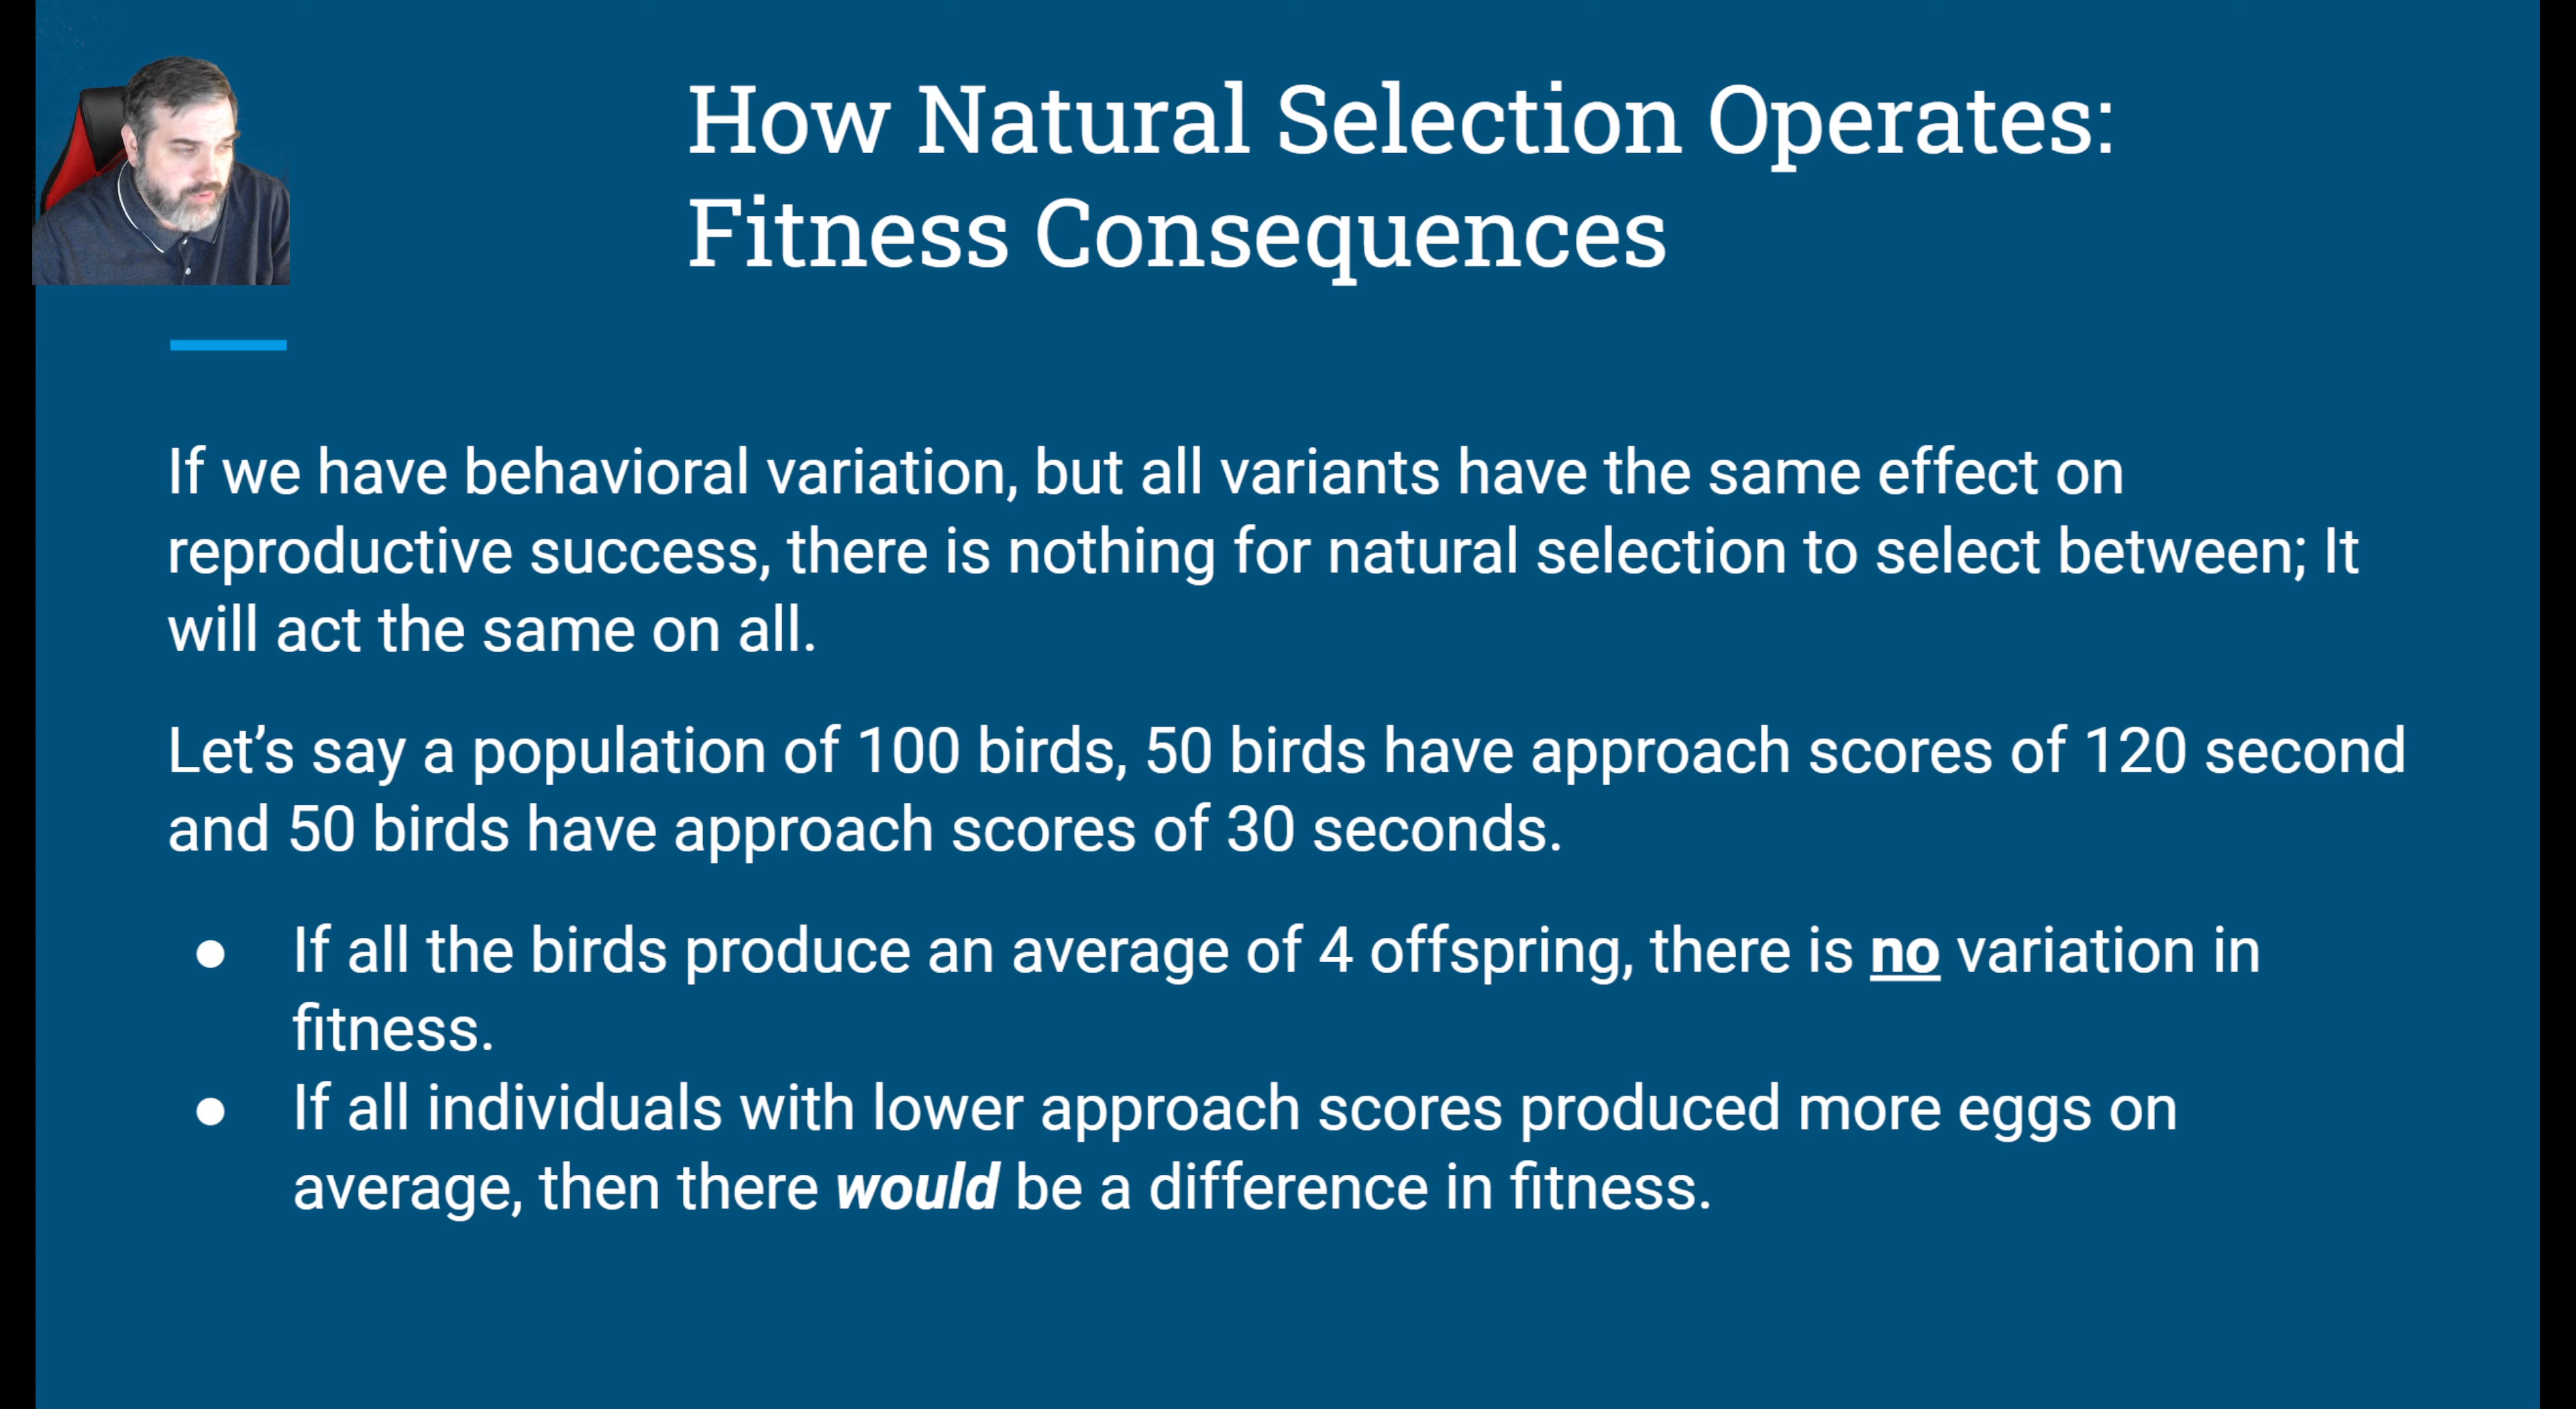 How Natural Selection Operates:
Fitness Consequences
If we have behavioral variation, but all variants have the same effect on
reproductive success, there is nothing for natural selection to select between; It
will act the same on all.
Let’s say a population of 100 birds, 50 birds have approach scores of 120 second
and 50 birds have approach scores of 30 seconds.
● If all the birds produce an average of 4 offspring, there is no variation in
fitness.
● If all individuals with lower approach scores produced more eggs on
average, then there would be a difference in fitness.